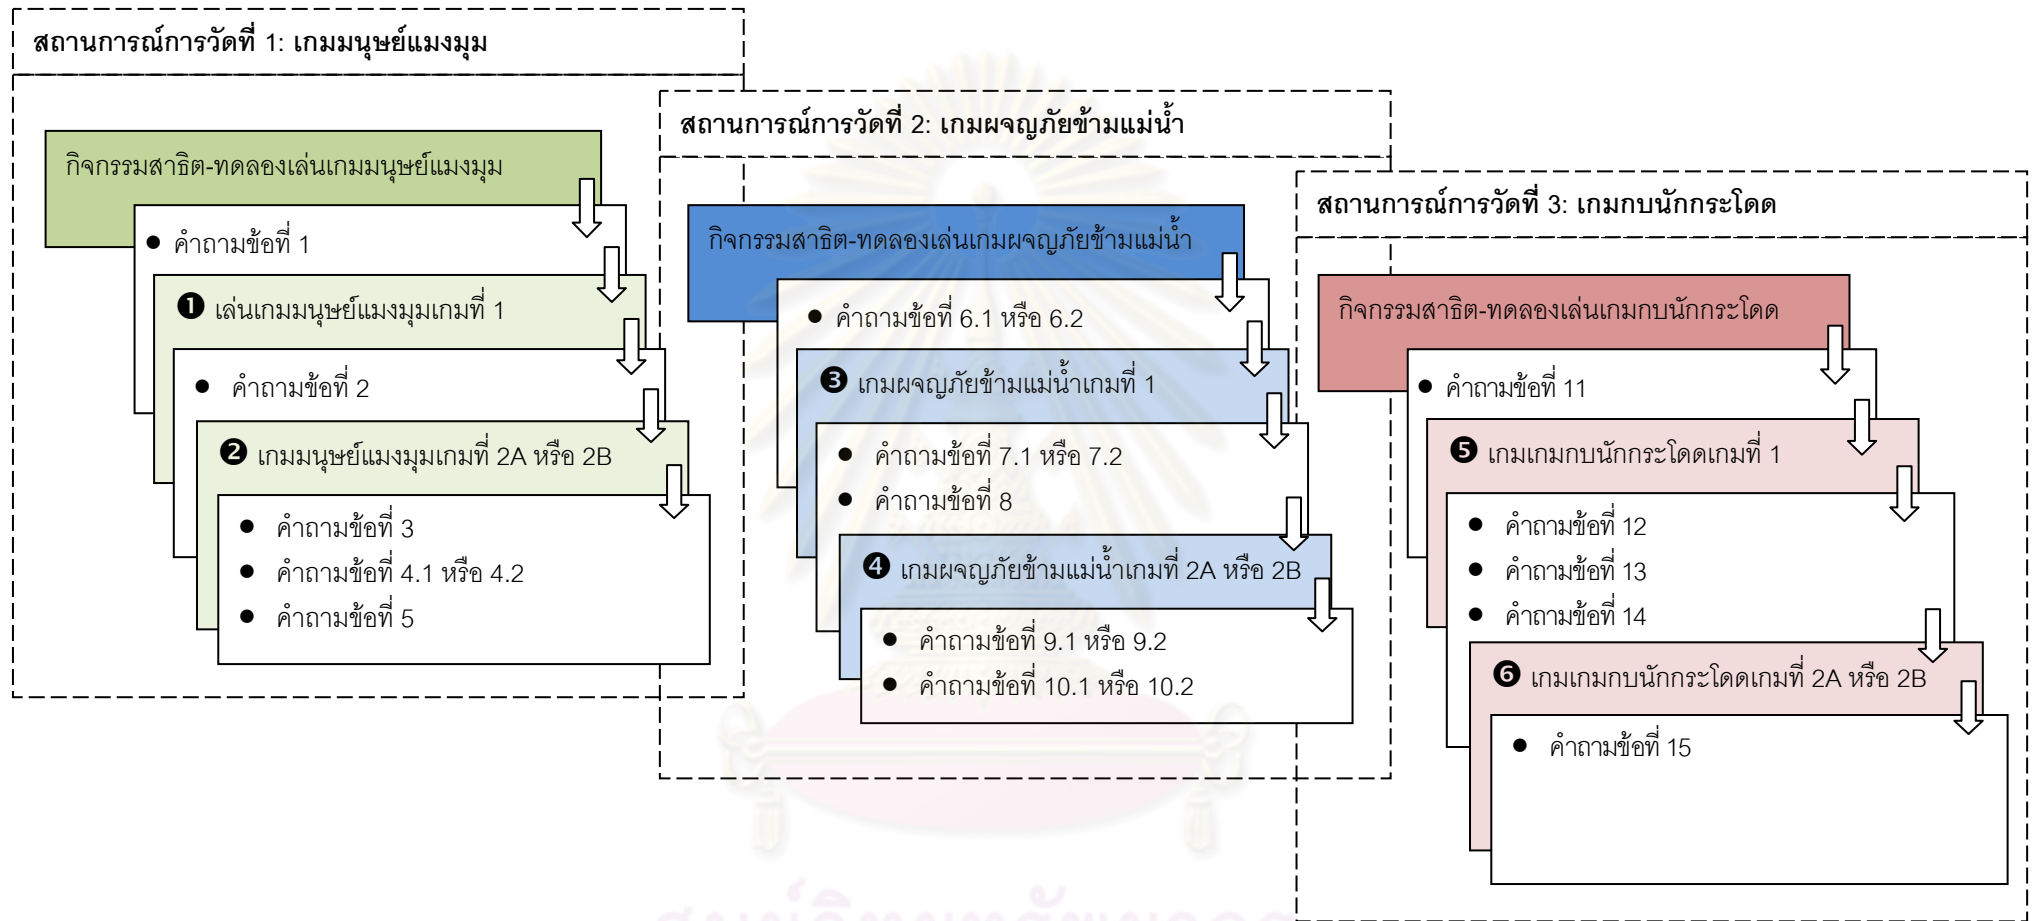 สถานการณ์การวัดที่ 1: เกมมนุษย์แมงมุม
กิจกรรมสาธิต-ทดลองเล่นเกมมนุษย์แมงมุม
● คำถามข้อที่ 1
❶ เล่นเกมมนุษย์แมงมุมเกมที่ 1
● คำถามข้อที่ 2
❷ เกมมนุษย์แมงมุมเกมที่ 2A หรือ 2B
● คำถามข้อที่ 3
● คำถามข้อที่ 4.1 หรือ 4.2
● คำถามข้อที่ 5
สถานการณ์การวัดที่ 2: เกมผจญภัยข้ามแม่น้ำ
กิจกรรมสาธิต-ทดลองเล่นเกมผจญภัยข้ามแม่น้ำ
● คำถามข้อที่ 6.1 หรือ 6.2
❸ เกมผจญภัยข้ามแม่น้ำเกมที่ 1
● คำถามข้อที่ 7.1 หรือ 7.2
● คำถามข้อที่ 8
❹ เกมผจญภัยข้ามแม่น้ำเกมที่ 2A หรือ 2B
● คำถามข้อที่ 9.1 หรือ 9.2
● คำถามข้อที่ 10.1 หรือ 10.2
สถานการณ์การวัดที่ 3: เกมกบนักกระโดด
กิจกรรมสาธิต-ทดลองเล่นเกมกบนักกระโดด
● คำถามข้อที่ 11
❺ เกมเกมกบนักกระโดดเกมที่ 1
● คำถามข้อที่ 12
● คำถามข้อที่ 13
● คำถามข้อที่ 14
❻ เกมเกมกบนักกระโดดเกมที่ 2A หรือ 2B
● คำถามข้อที่ 15